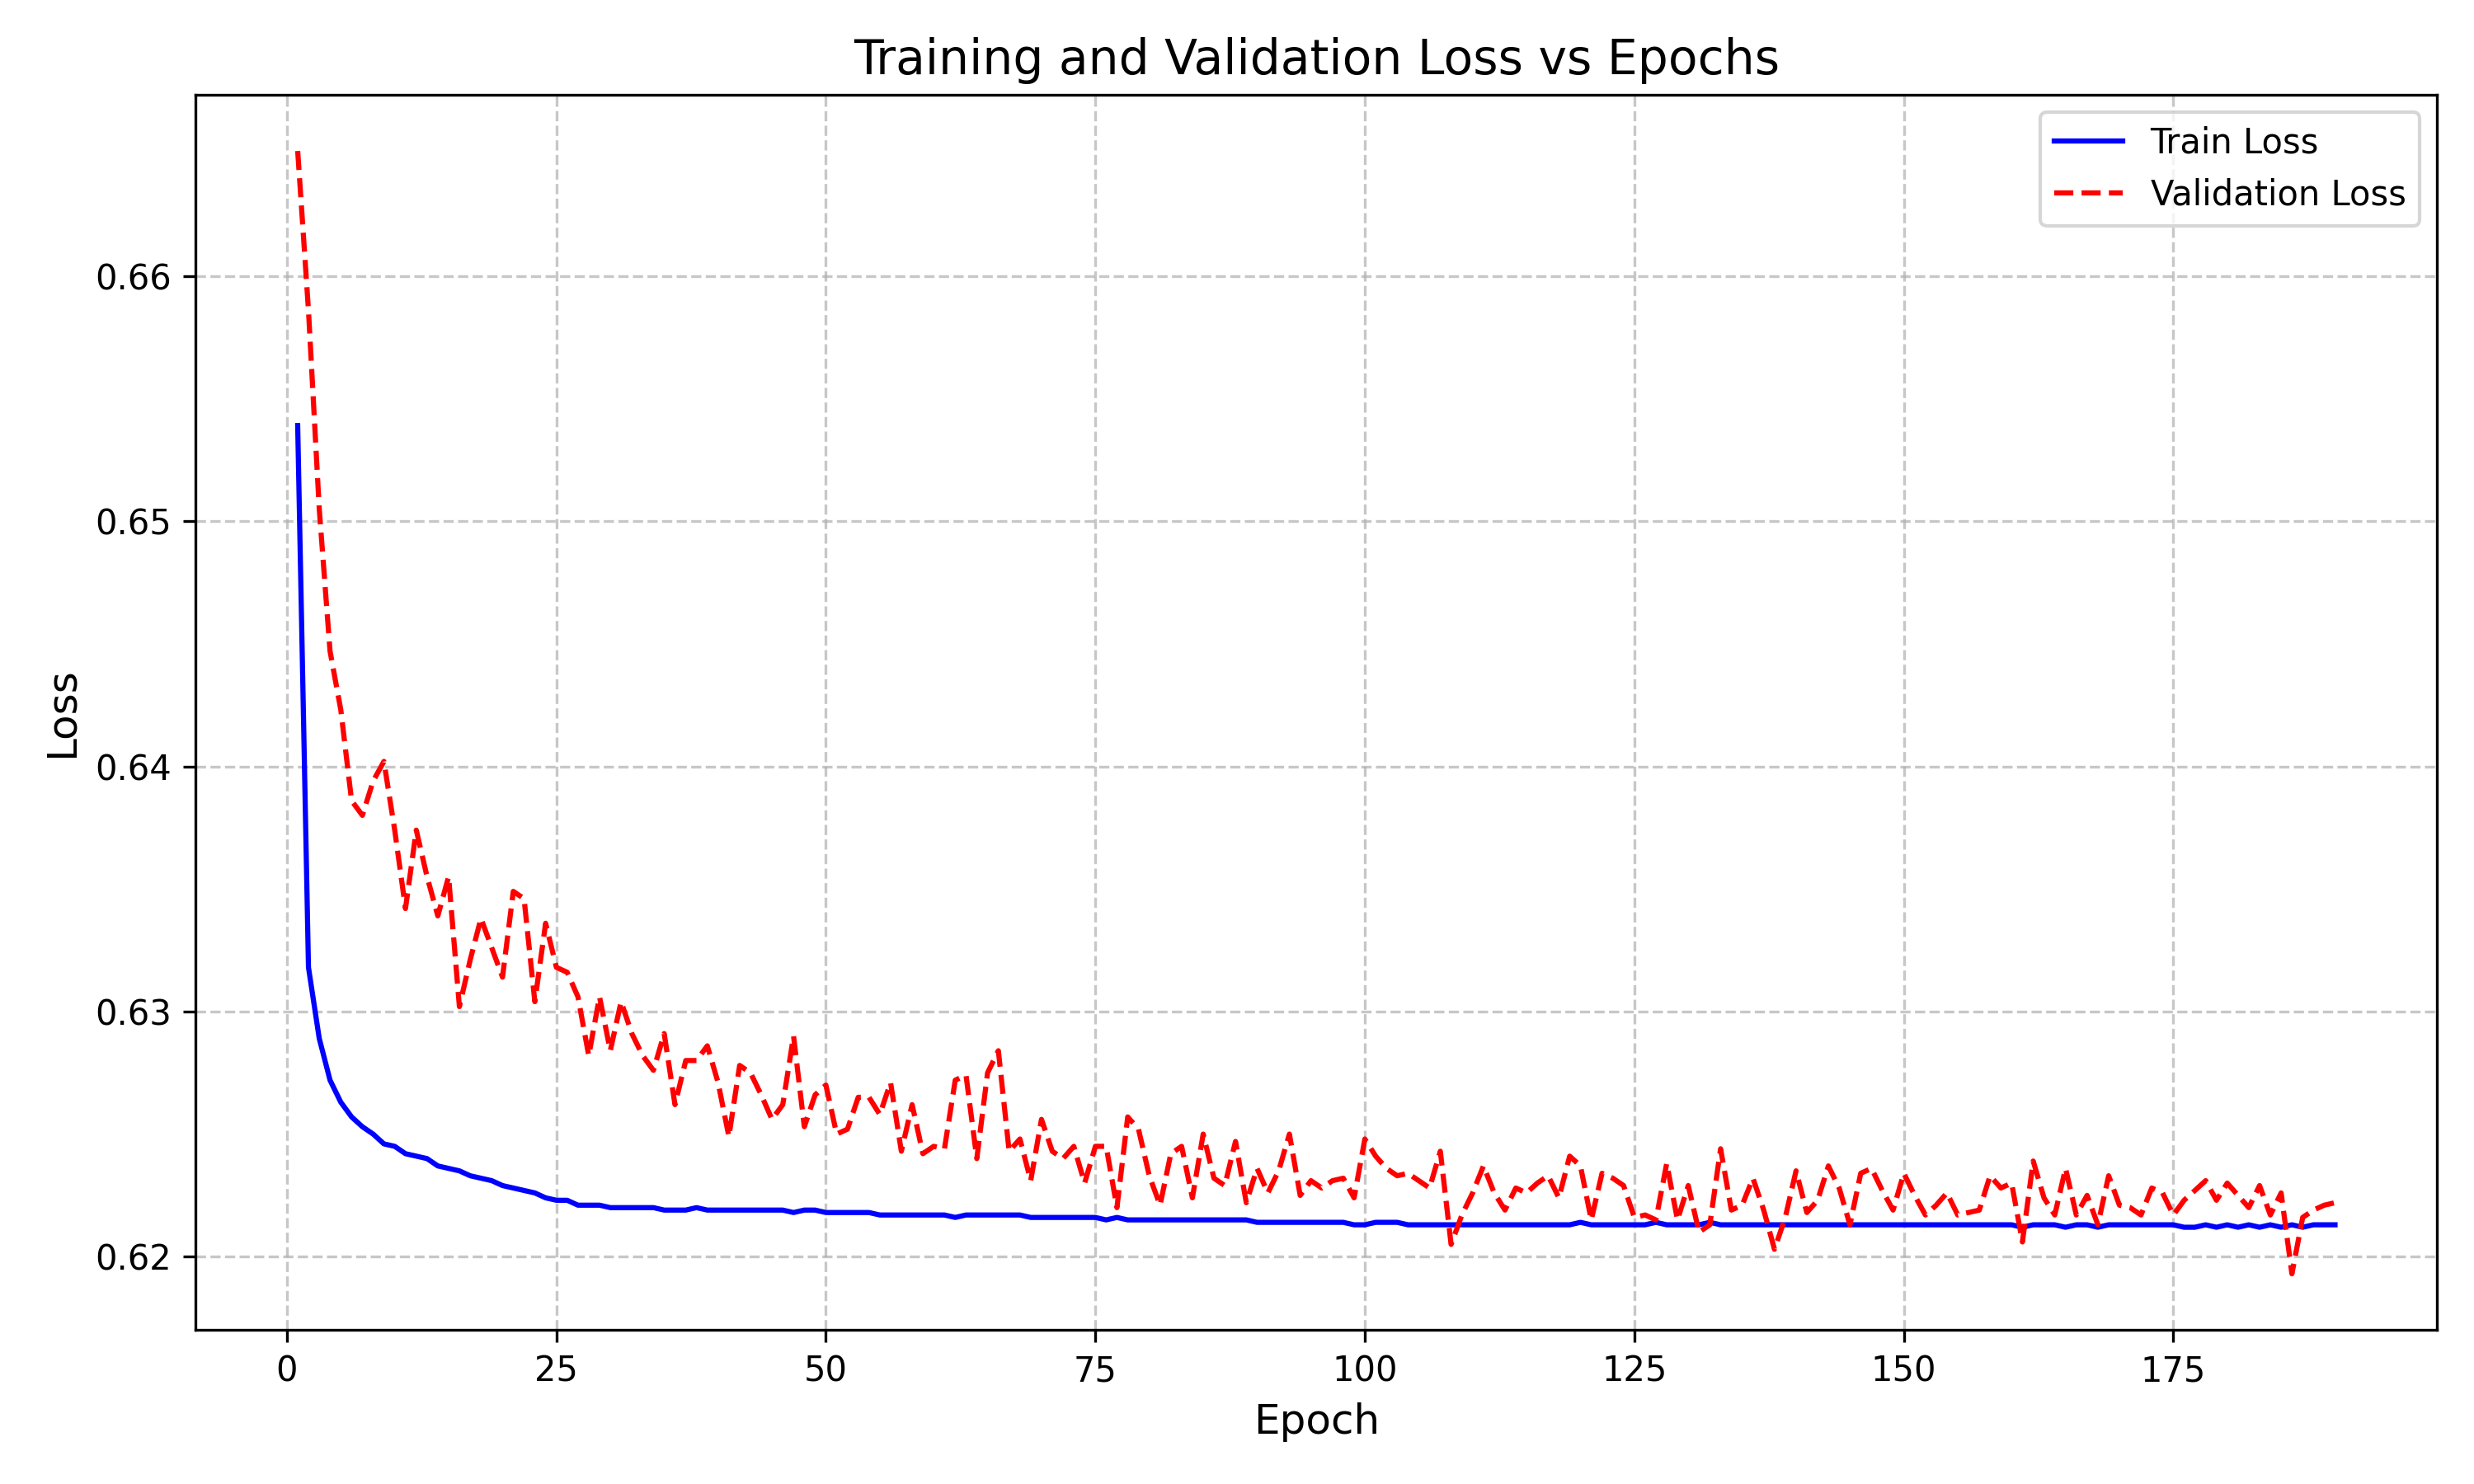 Training and Validation Loss vs Epochs
Train Loss
Validation Loss
Loss
0.66
0.65
0.64
0.63
0.62
0 25 50 75 100 125 150 175
Epoch